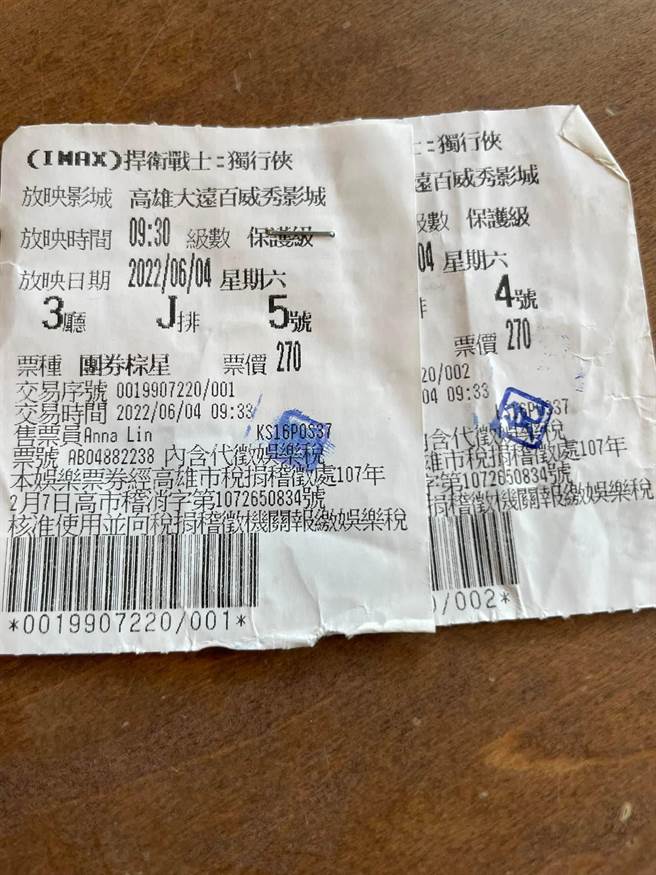 (IMAX)捍衛戰士:獨行俠
放映影城 高雄大遠百威秀影城
放映時間 09:30 級數 保護級
放映日期 2022/06/04 星期六
3廳 J排 5號
票種 團券棕星 票價 270
交易序號 0019907220/001
交易時間 2022/06/04 09:33
售票員Anna Lin KS16POS37
票號 AB04882238 內含代徵娛樂稅
本娛樂票券經高雄市稅捐稽徵處107年
2月7日高市稽消字第1072650834號
核准使用並向稅捐稽徵機關報繳娛樂稅
*0019907220/001*
:獨行俠
遠百威秀影城
級數 保護級
04 星期六
4號
票價 270
20/002
04 09:33
KS16POS37
內含代徵娛樂稅
雄市稅捐稽徵處107年
字第1072650834號
捐稽徵機關報繳娛樂稅
0/002*